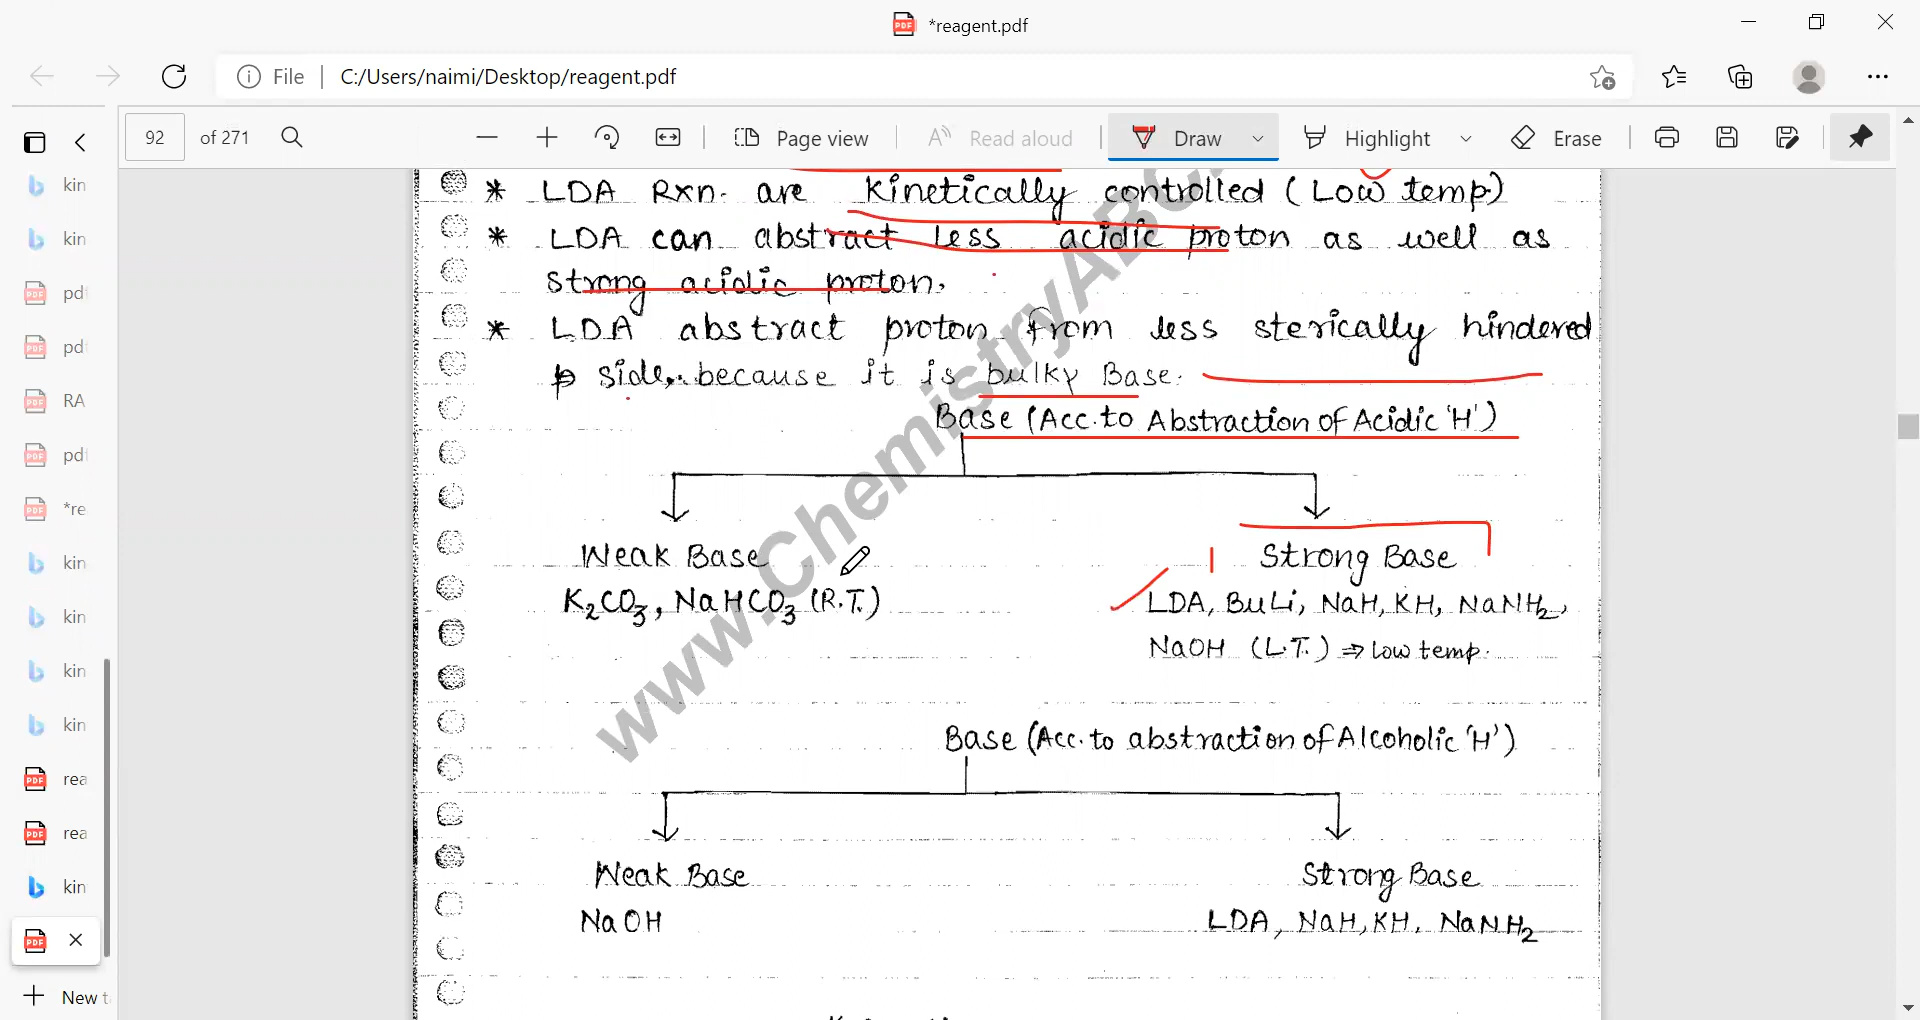 *reagent.pdf
File
C:/Users/naimi/Desktop/reagent.pdf
92 of 271
Page view
Read aloud
Draw
Highlight
Erase
kin
kin
pdf
pdf
RA
pdf
*re
kin
kin
kin
kin
rea
rea
kin
New t
* LDA Rxn. are kinetically controlled (Low temp)
* LDA can abstract less acidic proton as well as
strong acidic proton.
* LDA abstract proton from less sterically hindered
side, because it is bulky Base.
Base (Acc. to Abstraction of Acidic 'H')
Weak Base
K2CO3, NaHCO3 (R.T.)
Strong Base
LDA, BuLi, NaH, KH, NaNH2,
NaOH (L.T.) ⇒ Low temp.
Base (Acc. to abstraction of Alcoholic 'H')
Weak Base
NaOH
Strong Base
LDA, NaH, KH, NaNH2
www.ChemistryABC.